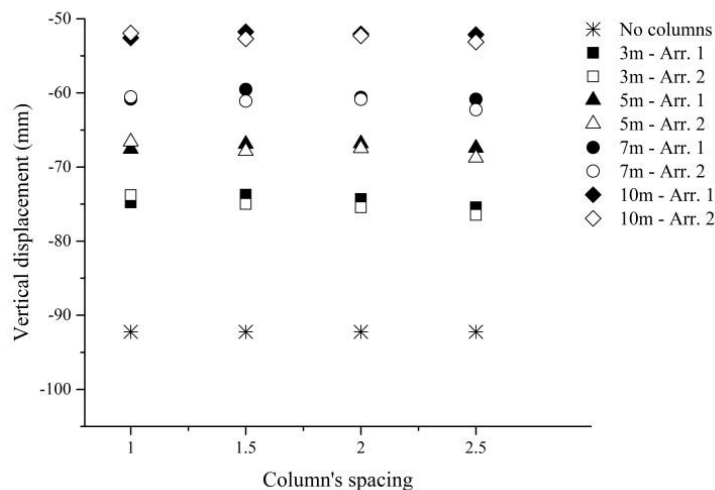 -50
-60
-70
-80
-90
-100
Vertical displacement (mm)
1
1.5
2
2.5
Column's spacing
No columns
3m - Arr. 1
3m - Arr. 2
5m - Arr. 1
5m - Arr. 2
7m - Arr. 1
7m - Arr. 2
10m - Arr. 1
10m - Arr. 2